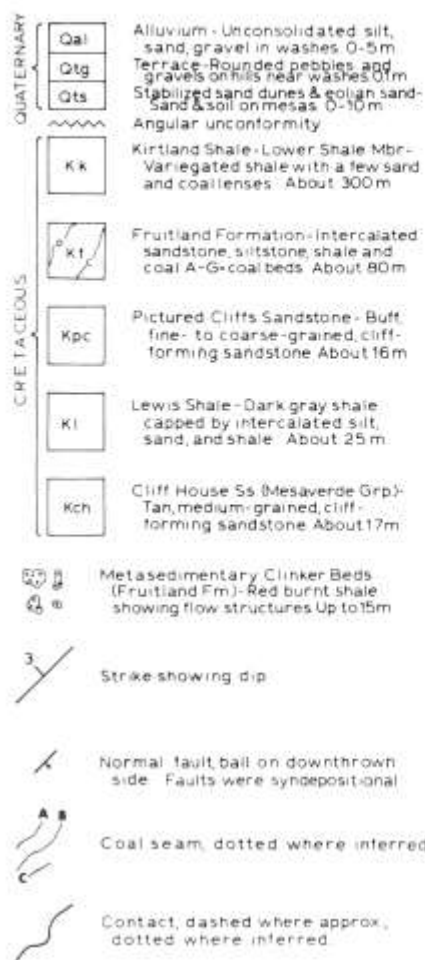 QUATERNARY
Qal
Alluvium - Unconsolidated silt,
sand, gravel in washes 0-5m
Qtg
Terrace-Rounded pebbles and
gravels on hills near washes 0.1m
Qts
Stabilized sand dunes & eolian sand-
Sand & soil on mesas 0-10m
Angular unconformity
CRETACEOUS
Kk
Kirtland Shale-Lower Shale Mbr-
Variegated shale with a few sand
and coal lenses About 300m
Kf
Fruitland Formation-Intercalated
sandstone, siltstone, shale and
coal A-G=coal beds About 80m
Kpc
Pictured Cliffs Sandstone - Buff,
fine- to coarse-grained, cliff-
forming sandstone About 16m
Kl
Lewis Shale-Dark gray shale
capped by intercalated silt,
sand, and shale About 25m
Kch
Cliff House Ss (Mesaverde Grp)-
Tan, medium-grained, cliff-
forming sandstone About 17m
Metasedimentary Clinker Beds
(Fruitland Fm)-Red burnt shale
showing flow structures Up to 15m
3
Strike showing dip
Normal fault, ball on downthrown
side Faults were syndepositional
A B
Coal seam, dotted where inferred
C
Contact, dashed where approx,
dotted where inferred